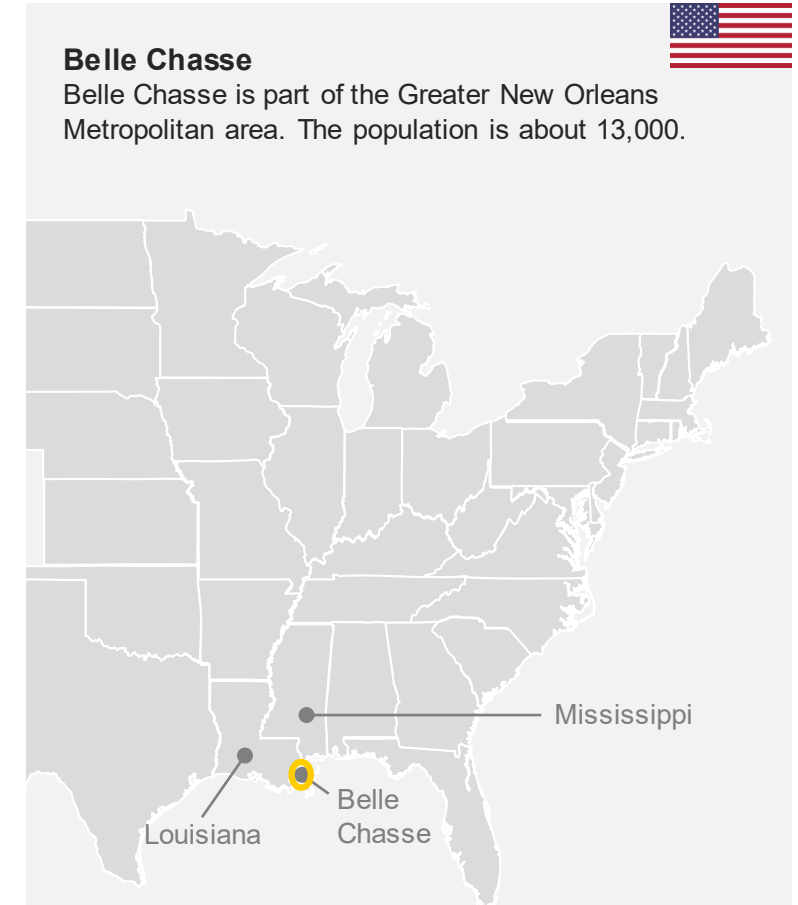 Belle Chasse
Belle Chasse is part of the Greater New Orleans
Metropolitan area. The population is about 13,000.
Mississippi
Belle
Chasse
Louisiana